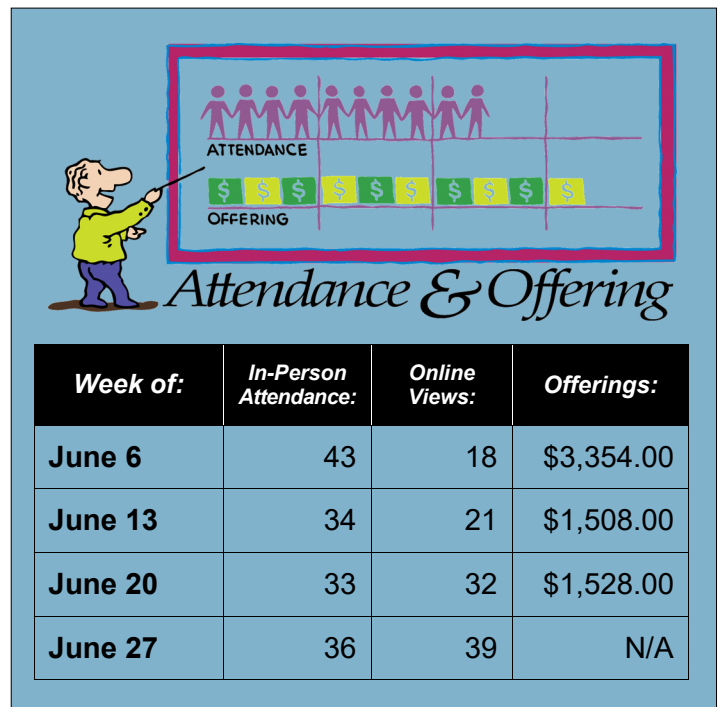 ATTENDANCE
$ $ $ $ $ $ $ $ $ $
OFFERING
Attendance & Offering
Week of: In-Person Attendance: Online Views: Offerings:
June 6 43 18 $3,354.00
June 13 34 21 $1,508.00
June 20 33 32 $1,528.00
June 27 36 39 N/A